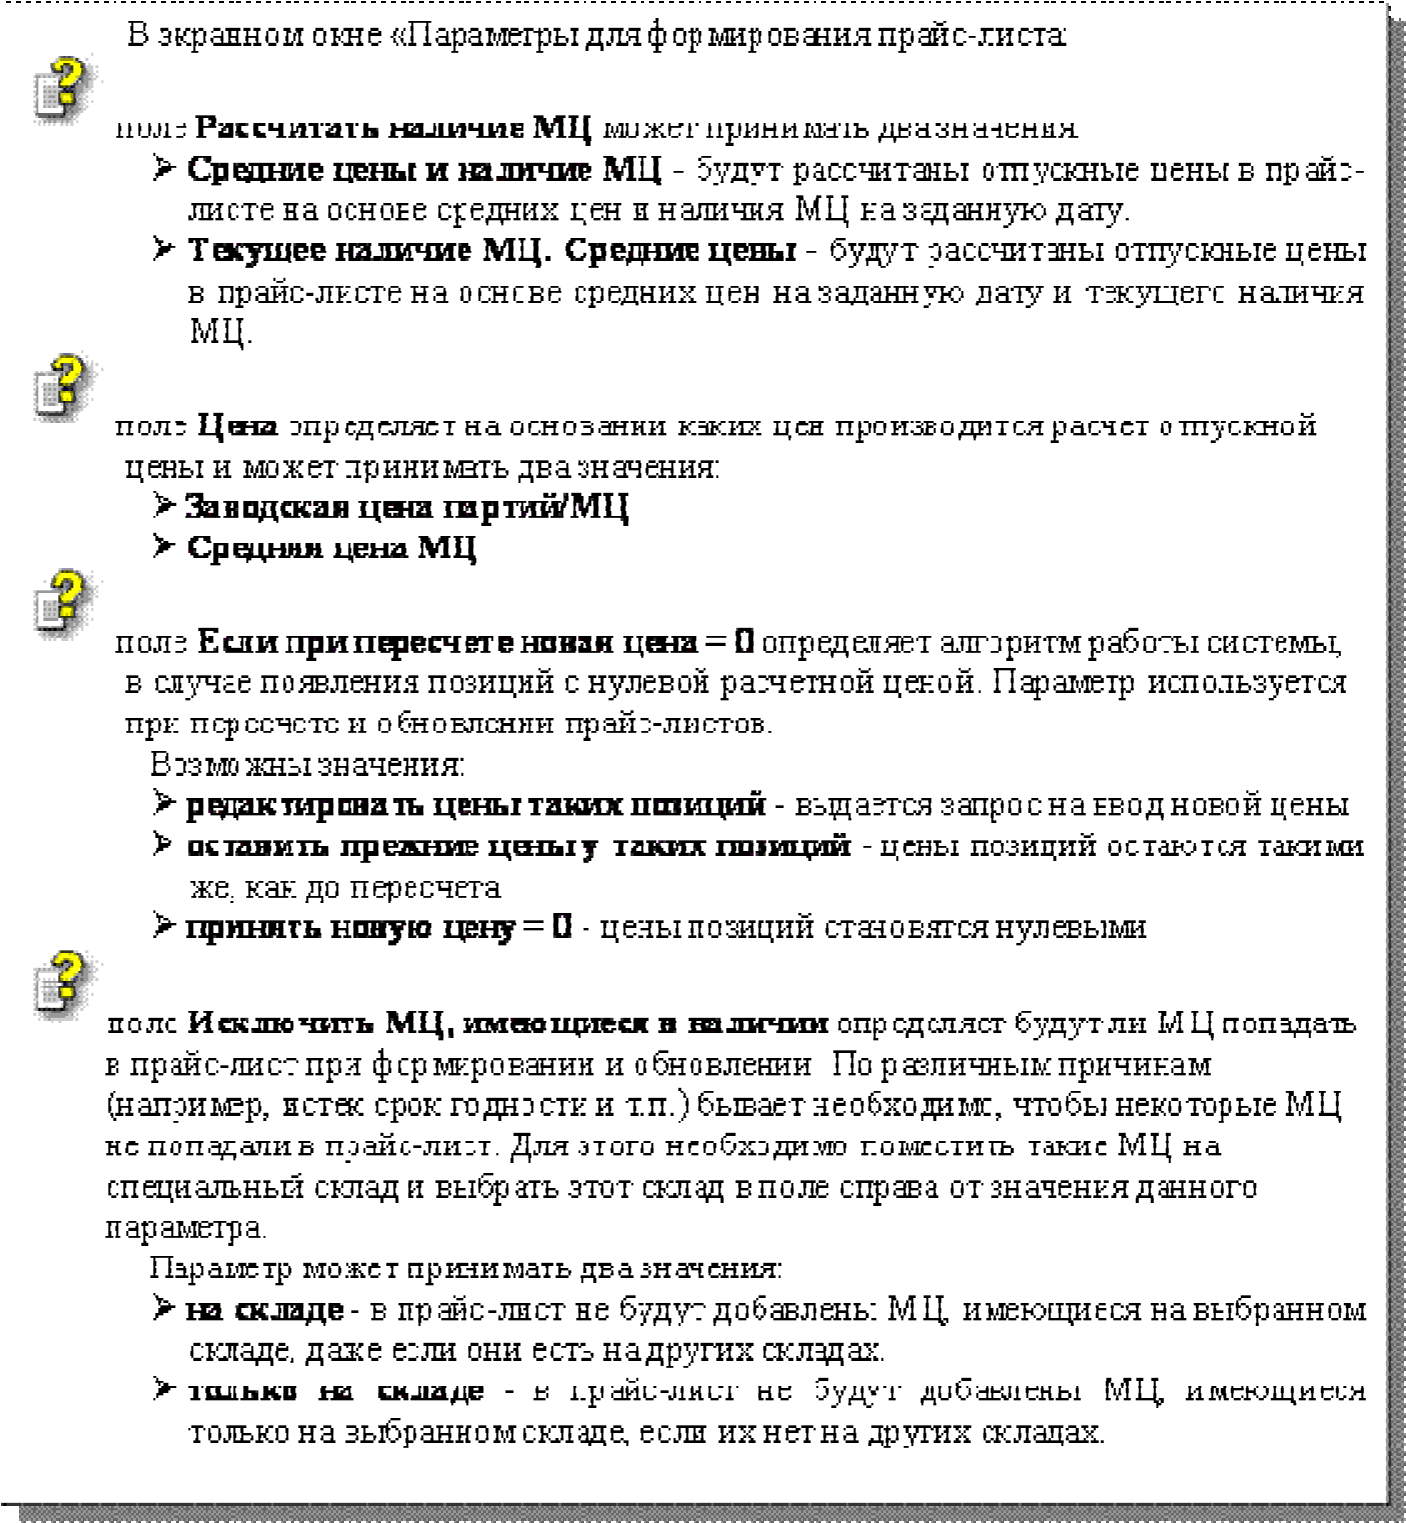 В экранном окне «Параметры для формирования прайс-листа:
поле Рассчитать наличие МЦ может принимать два значения
➢ Средние цены и наличие МЦ - будут рассчитаны отпускные цены в прайс-
листе на основе средних цен и наличия МЦ на заданную дату.
➢ Текущее наличие МЦ. Средние цены - будут рассчитаны отпускные цены
в прайс-листе на основе средних цен на заданную дату и текущего наличия
МЦ.
поле Цена определяет на основании каких цен производится расчет отпускной
цены и может принимать два значения:
➢ Заводская цена партий/МЦ
➢ Средняя цена МЦ
поле Если при пересчете новая цена = 0 определяет алгоритм работы системы,
в случае появления позиций с нулевой расчетной ценой. Параметр используется
при пересчете и обновлении прайс-листов.
Возможны значения:
➢ редактировать цены таких позиций - выдается запрос на ввод новой цены
➢ оставить прежние цены у таких позиций - цены позиций остаются такими
же, как до пересчета
➢ принять новую цену = 0 - цены позиций становятся нулевыми
поле Исключить МЦ, имеющиеся в наличии определяет будут ли МЦ попадать
в прайс-лист при формировании и обновлении. По различным причинам
(например, истек срок годности и т.п.) бывает необходимо, чтобы некоторые МЦ
не попадали в прайс-лист. Для этого необходимо поместить такие МЦ на
специальный склад и выбрать этот склад в поле справа от значения данного
параметра.
Параметр может принимать два значения:
➢ на складе - в прайс-лист не будут добавлены МЦ, имеющиеся на выбранном
складе, даже если они есть на других складах.
➢ только на складе - в прайс-лист не будут добавлены МЦ, имеющиеся
только на выбранном складе, если их нет на других складах.